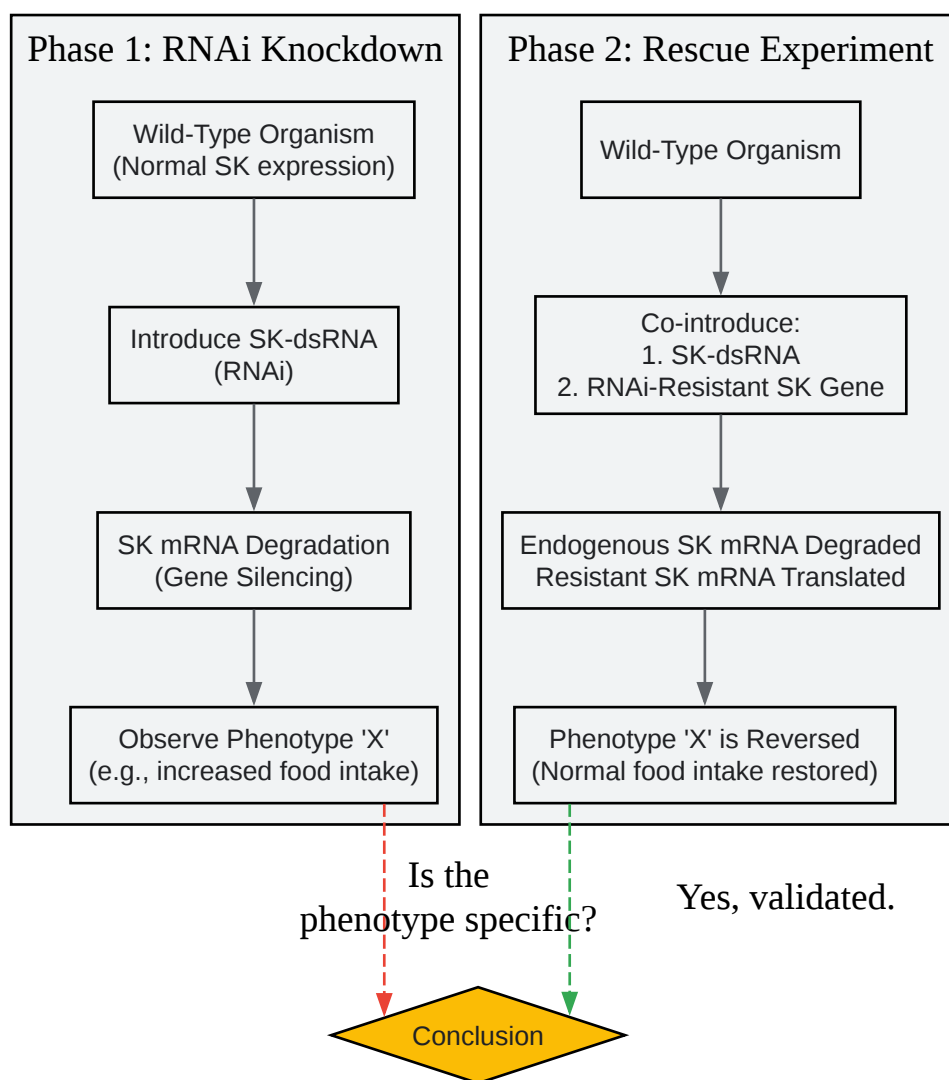 Phase 1: RNAi Knockdown
Wild-Type Organism
(Normal SK expression)
Introduce SK-dsRNA
(RNAi)
SK mRNA Degradation
(Gene Silencing)
Observe Phenotype 'X'
(e.g., increased food intake)
Phase 2: Rescue Experiment
Wild-Type Organism
Co-introduce:
1. SK-dsRNA
2. RNAi-Resistant SK Gene
Endogenous SK mRNA Degraded
Resistant SK mRNA Translated
Phenotype 'X' is Reversed
(Normal food intake restored)
Is the
phenotype specific?
Yes, validated.
Conclusion